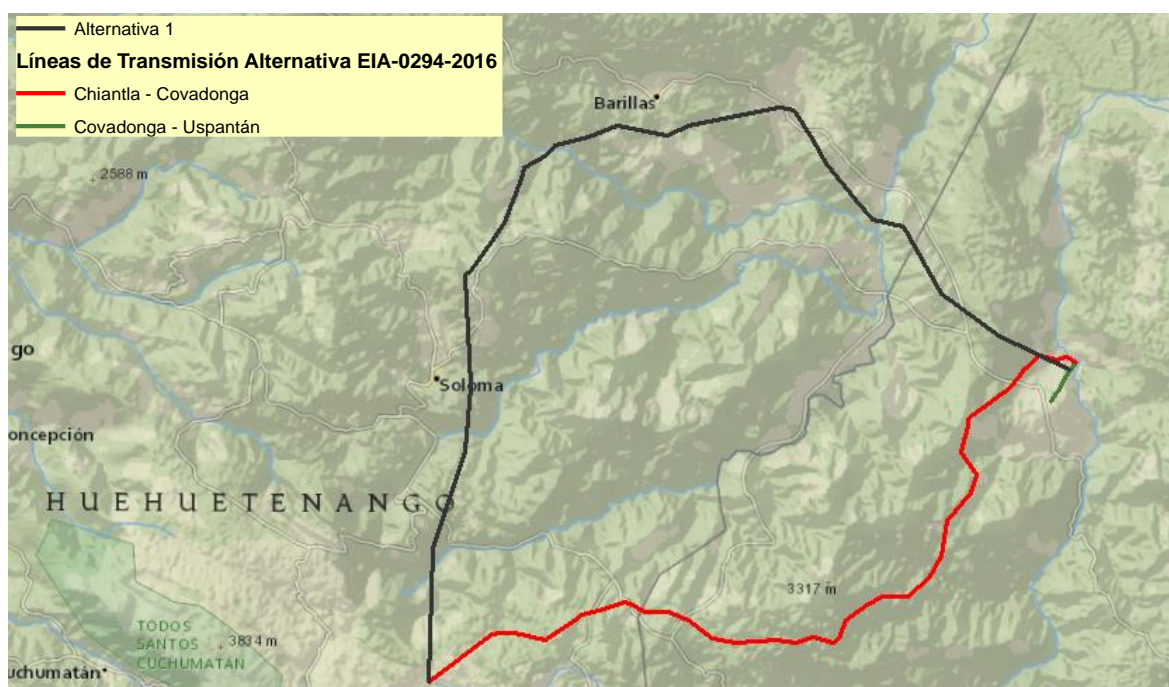 Alternativa 1
Líneas de Transmisión Alternativa EIA-0294-2016
Chiantla - Covadonga
Covadonga - Uspantán
Barillas
2588 m
go
Soloma
oncepción
HUEHUETENANGO
3317 m
TODOS
SANTOS
CUCHUMATAN
3834 m
uchumatán